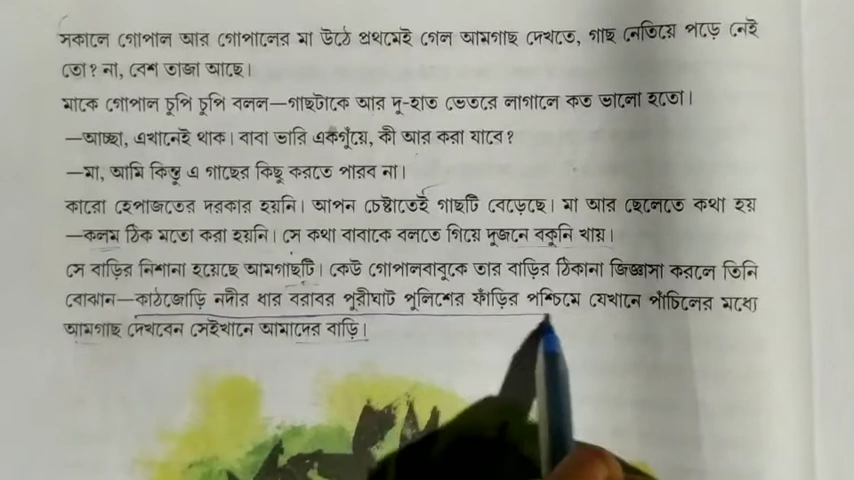 সকালে গোপাল আর গোপালের মা উঠে প্রথমেই গেল আমগাছ দেখতে, গাছ নেতিয়ে পড়ে নেই
তো? না, বেশ তাজা আছে।
মাকে গোপাল চুপি চুপি বলল—গাছটাকে আর দু-হাত ভেতরে লাগালে কত ভালো হতো।
—আচ্ছা, এখানেই থাক। বাবা ভারি একগুঁয়ে, কী আর করা যাবে?
—মা, আমি কিন্তু এ গাছের কিছু করতে পারব না।
কারো হেপাজতের দরকার হয়নি। আপন চেষ্টাতেই গাছটি বেড়েছে। মা আর ছেলেতে কথা হয়
—কলম ঠিক মতো করা হয়নি। সে কথা বাবাকে বলতে গিয়ে দুজনে বকুনি খায়।
সে বাড়ির নিশানা হয়েছে আমগাছটি। কেউ গোপালবাবুকে তার বাড়ির ঠিকানা জিজ্ঞাসা করলে তিনি
বোঝান—কাঠজোড়ি নদীর ধার বরাবর পুরীঘাট পুলিশের ফাঁড়ির পশ্চিমে যেখানে পাঁচিলের মধ্যে
আমগাছ দেখবেন সেইখানে আমাদের বাড়ি।